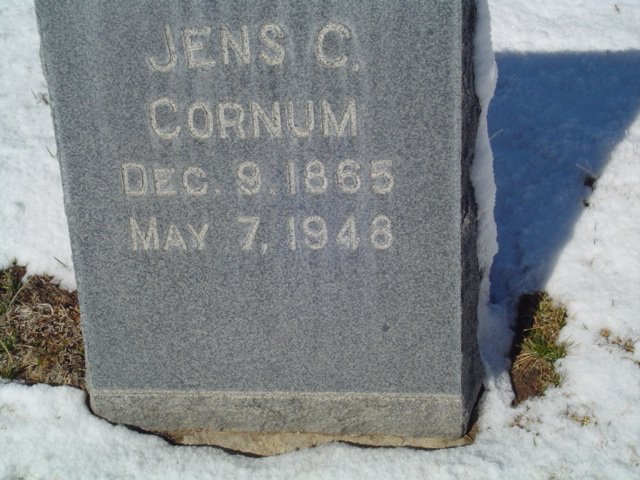 JENS C.
CORNUM
DEC. 9. 1865
MAY 7, 1948